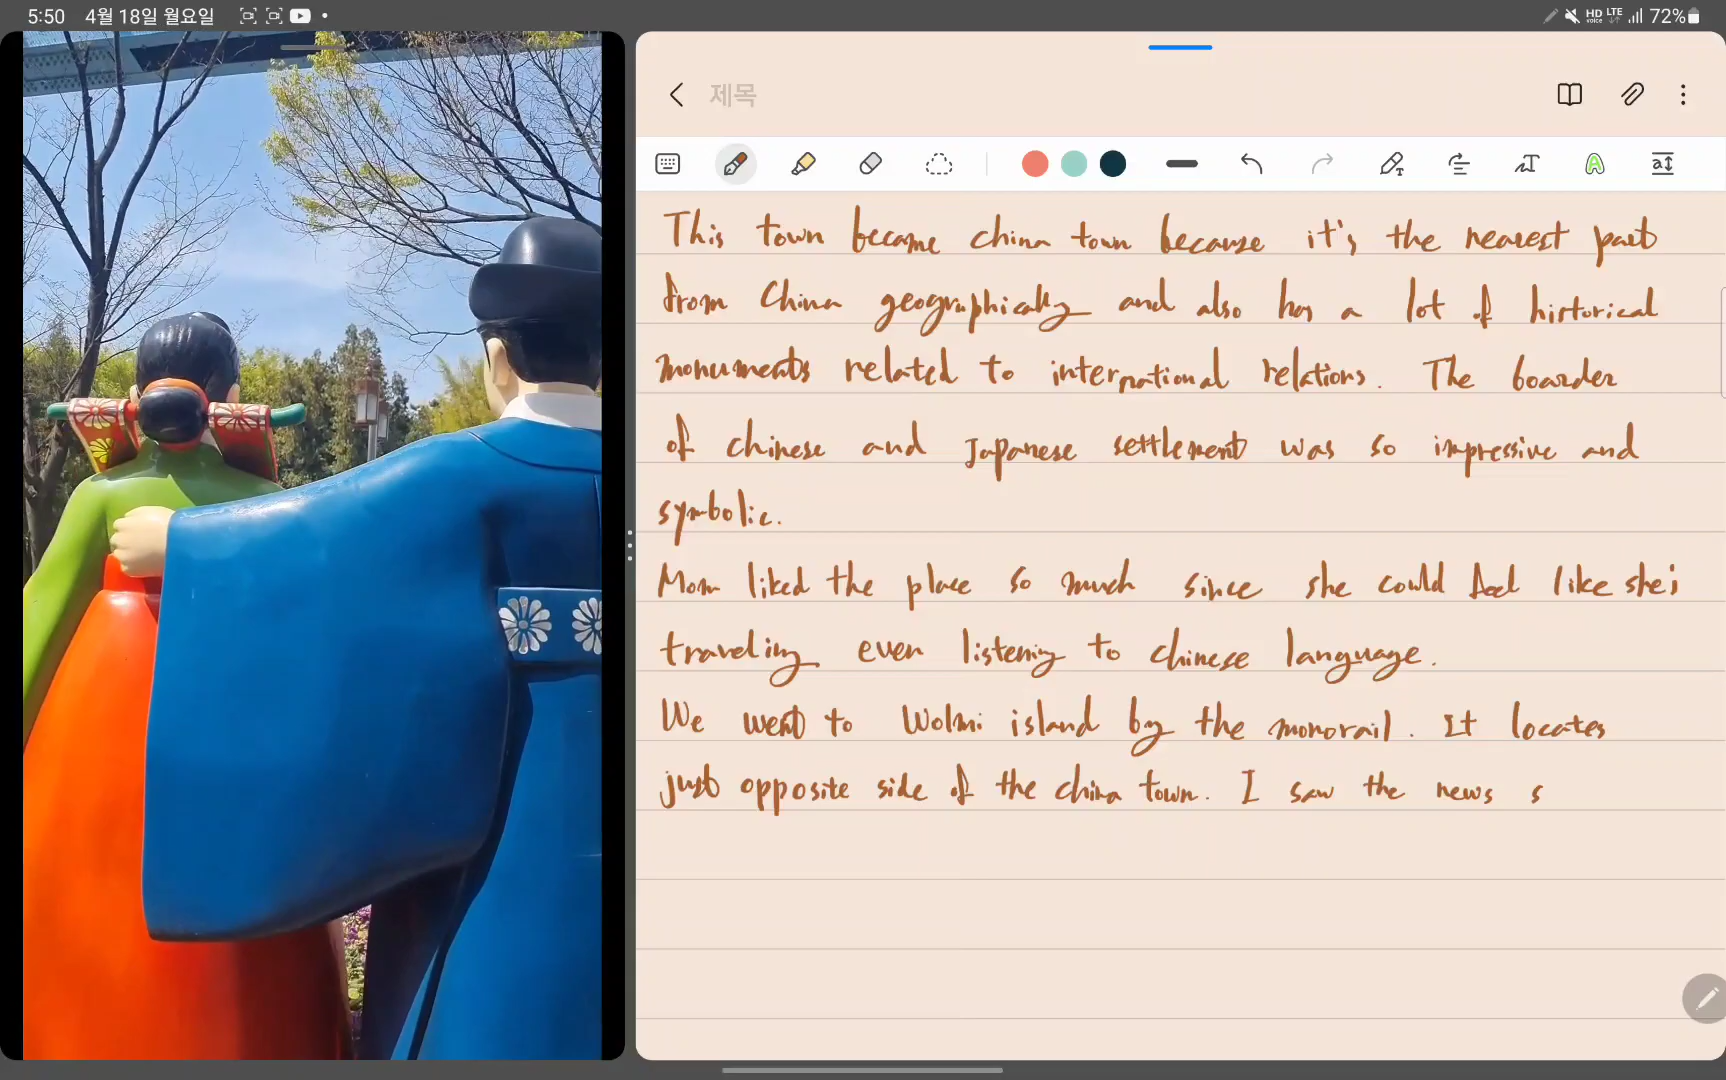 5:50 4월 18일 월요일
HD voice LTE 72%
제목
This town became china town because it's the nearest part
from China geographically and also has a lot of historical
monuments related to international relations. The boarder
of chinese and Japanese settlement was so impressive and
symbolic.
Mom liked the place so much since she could feel like she's
traveling even listening to chinese language.
We went to Wolmi island by the monorail. It locates
just opposite side of the china town. I saw the news s